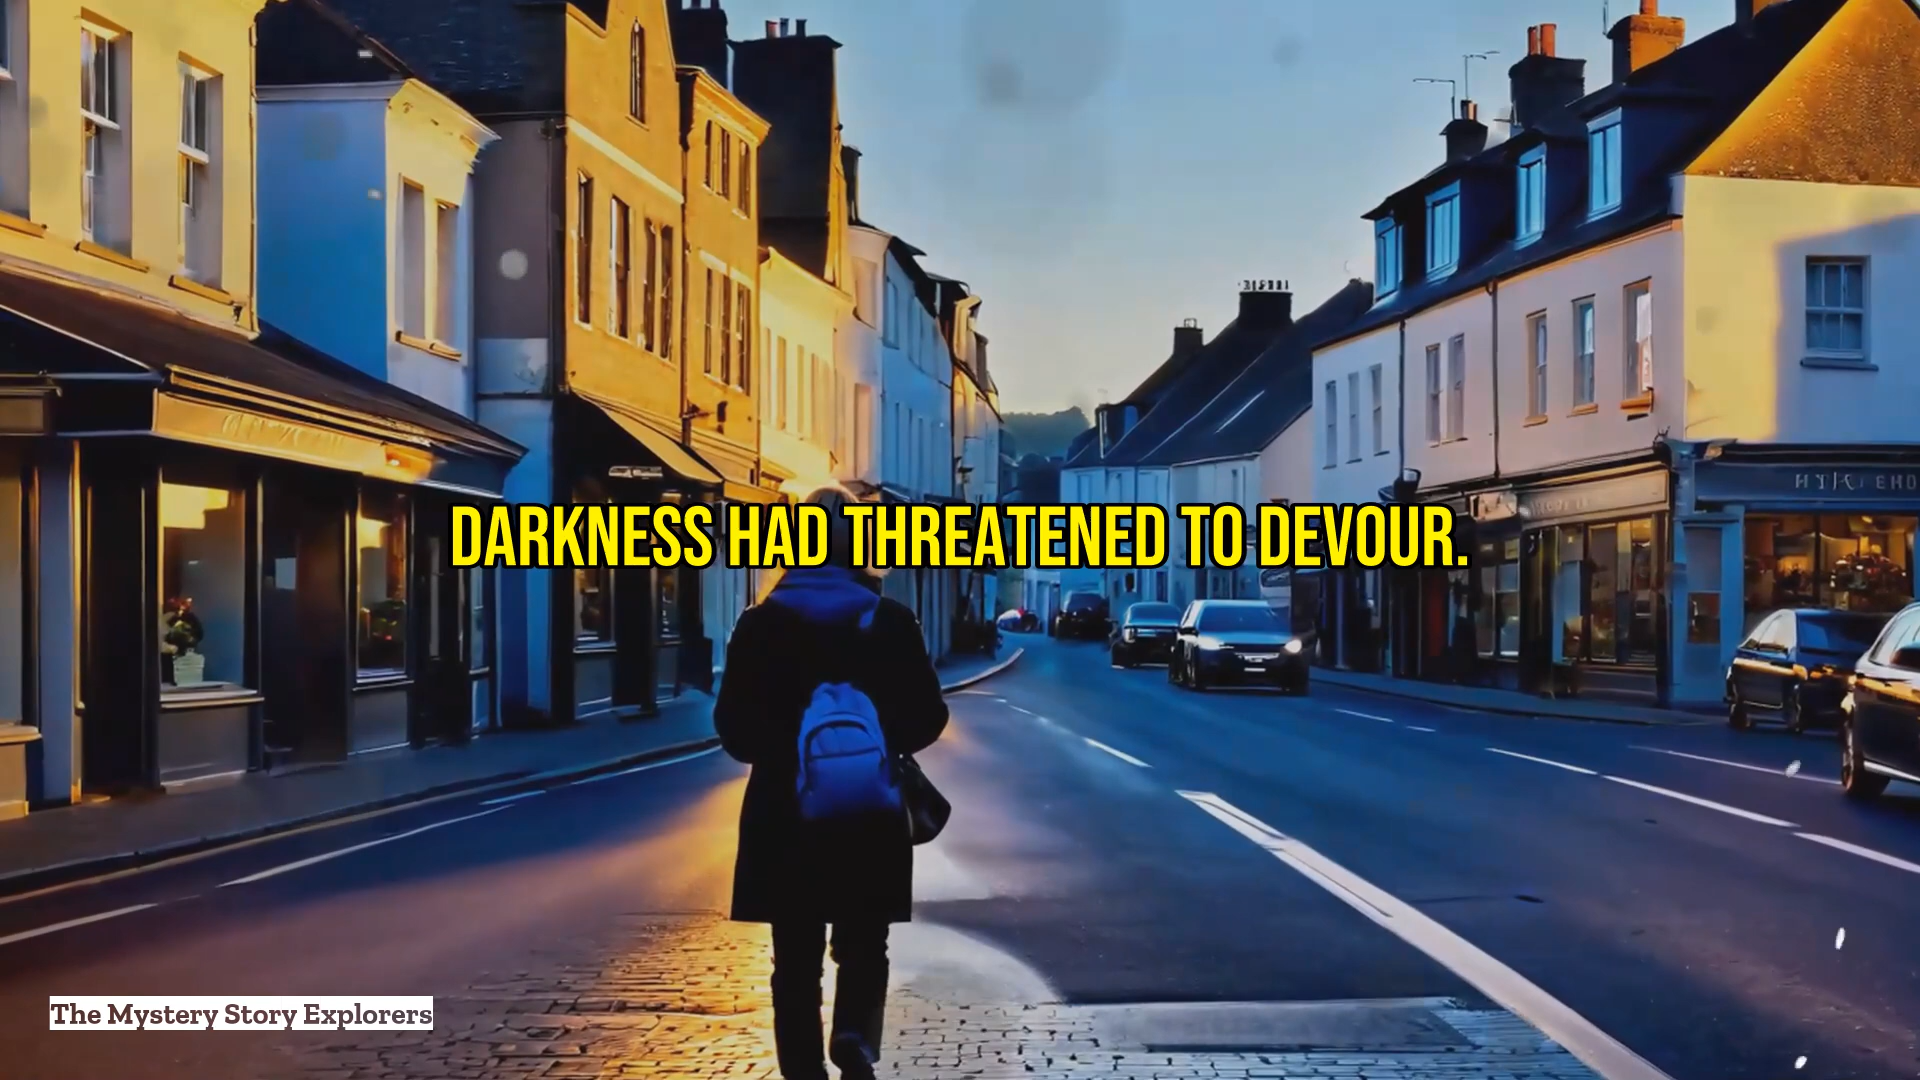 DARKNESS HAD THREATENED TO DEVOUR.
The Mystery Story Explorers